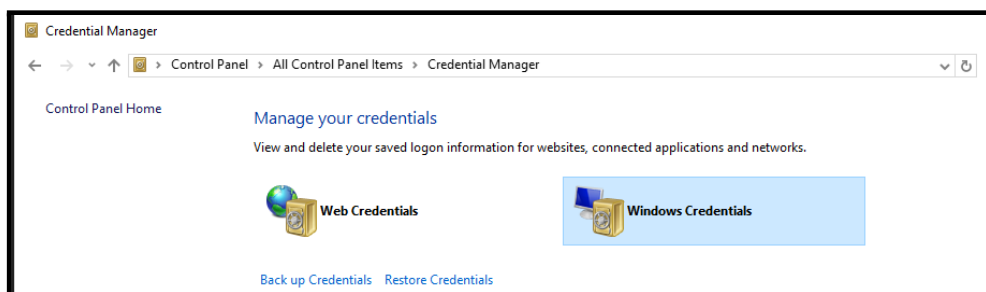 Credential Manager
Control Panel > All Control Panel Items > Credential Manager
Control Panel Home
Manage your credentials
View and delete your saved logon information for websites, connected applications and networks.
Web Credentials Windows Credentials
Back up Credentials Restore Credentials